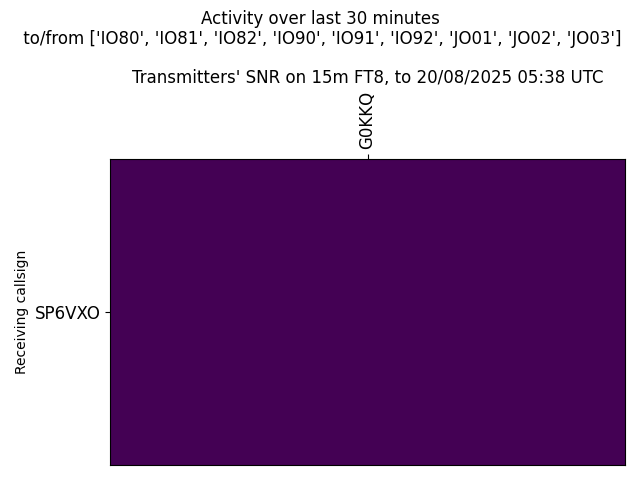 Activity over last 30 minutes
to/from ['IO80', 'IO81', 'IO82', 'IO90', 'IO91', 'IO92', 'JO01', 'JO02', 'JO03']
Transmitters' SNR on 15m FT8, to 20/08/2025 05:38 UTC
G0KKQ
Receiving callsign
SP6VXO